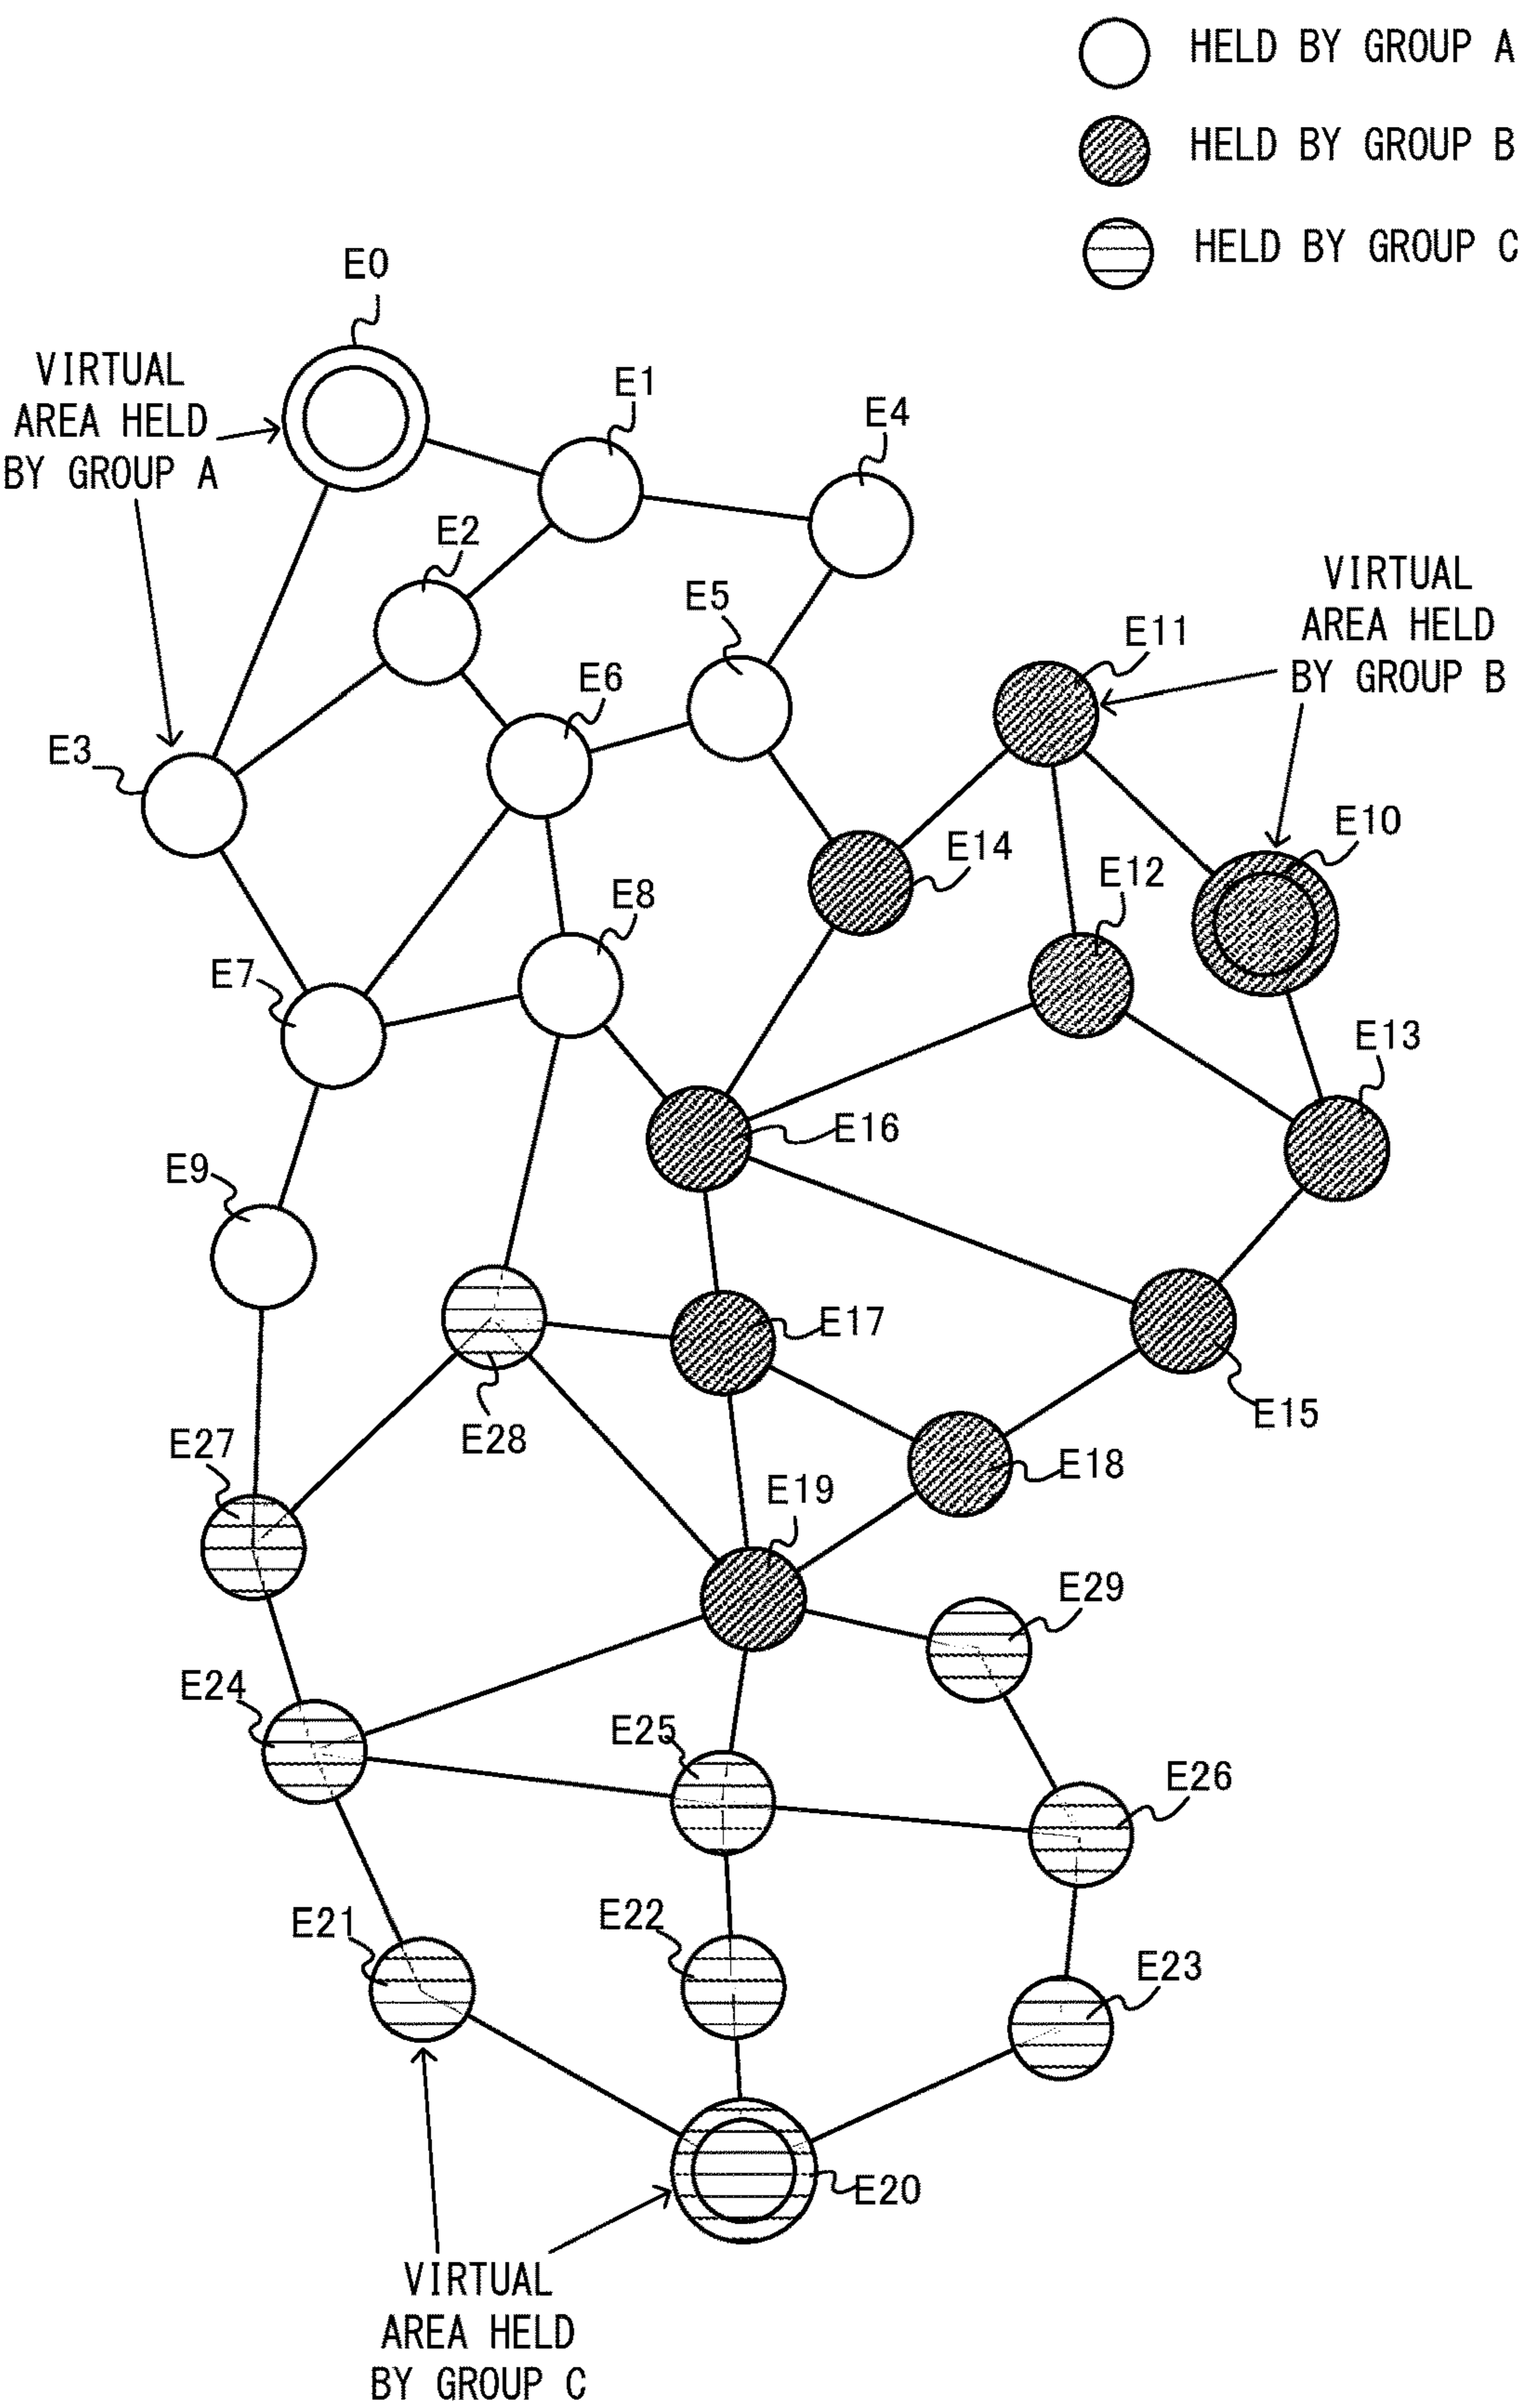 HELD BY GROUP A
HELD BY GROUP B
HELD BY GROUP C
E0
VIRTUAL
AREA HELD
BY GROUP A
E1
E4
E2
E5
E6
E3
VIRTUAL
AREA HELD
BY GROUP B
E11
E10
E14
E12
E8
E7
E13
E16
E9
E17
E15
E28
E27
E18
E19
E29
E24
E25
E26
E21
E22
E23
E20
VIRTUAL
AREA HELD
BY GROUP C